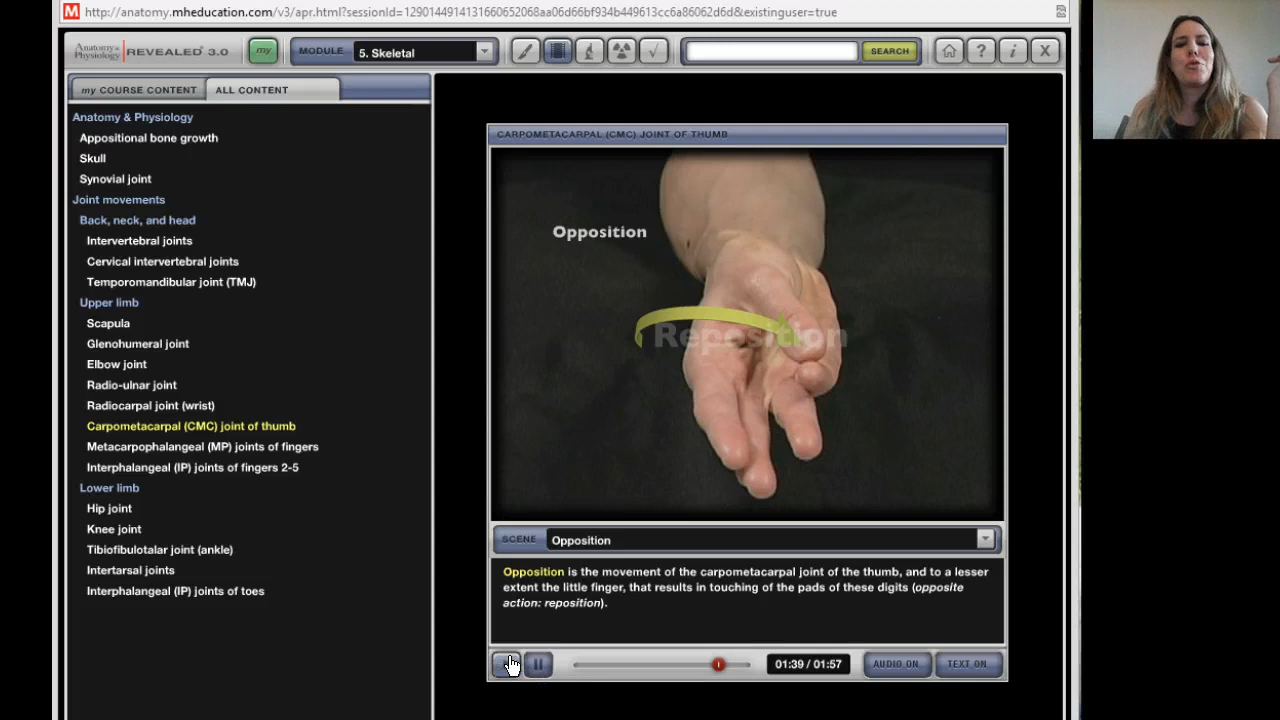 http://anatomy.mheducation.com/v3/apr.html?sessionId=1290144914131660652068aa06d66bf934b449613cc6a86062d6d&existinguser=true
Anatomy & Physiology | REVEALED® 3.0
my
MODULE
5. Skeletal
SEARCH
?
i
X
my COURSE CONTENT
ALL CONTENT
Anatomy & Physiology
Appositional bone growth
Skull
Synovial joint
Joint movements
Back, neck, and head
Intervertebral joints
Cervical intervertebral joints
Temporomandibular joint (TMJ)
Upper limb
Scapula
Glenohumeral joint
Elbow joint
Radio-ulnar joint
Radiocarpal joint (wrist)
Carpometacarpal (CMC) joint of thumb
Metacarpophalangeal (MP) joints of fingers
Interphalangeal (IP) joints of fingers 2-5
Lower limb
Hip joint
Knee joint
Tibiofibulotalar joint (ankle)
Intertarsal joints
Interphalangeal (IP) joints of toes
CARPOMETACARPAL (CMC) JOINT OF THUMB
Opposition
Reposition
SCENE
Opposition
Opposition is the movement of the carpometacarpal joint of the thumb, and to a lesser
extent the little finger, that results in touching of the pads of these digits (opposite
action: reposition).
01:39 / 01:57
AUDIO ON
TEXT ON